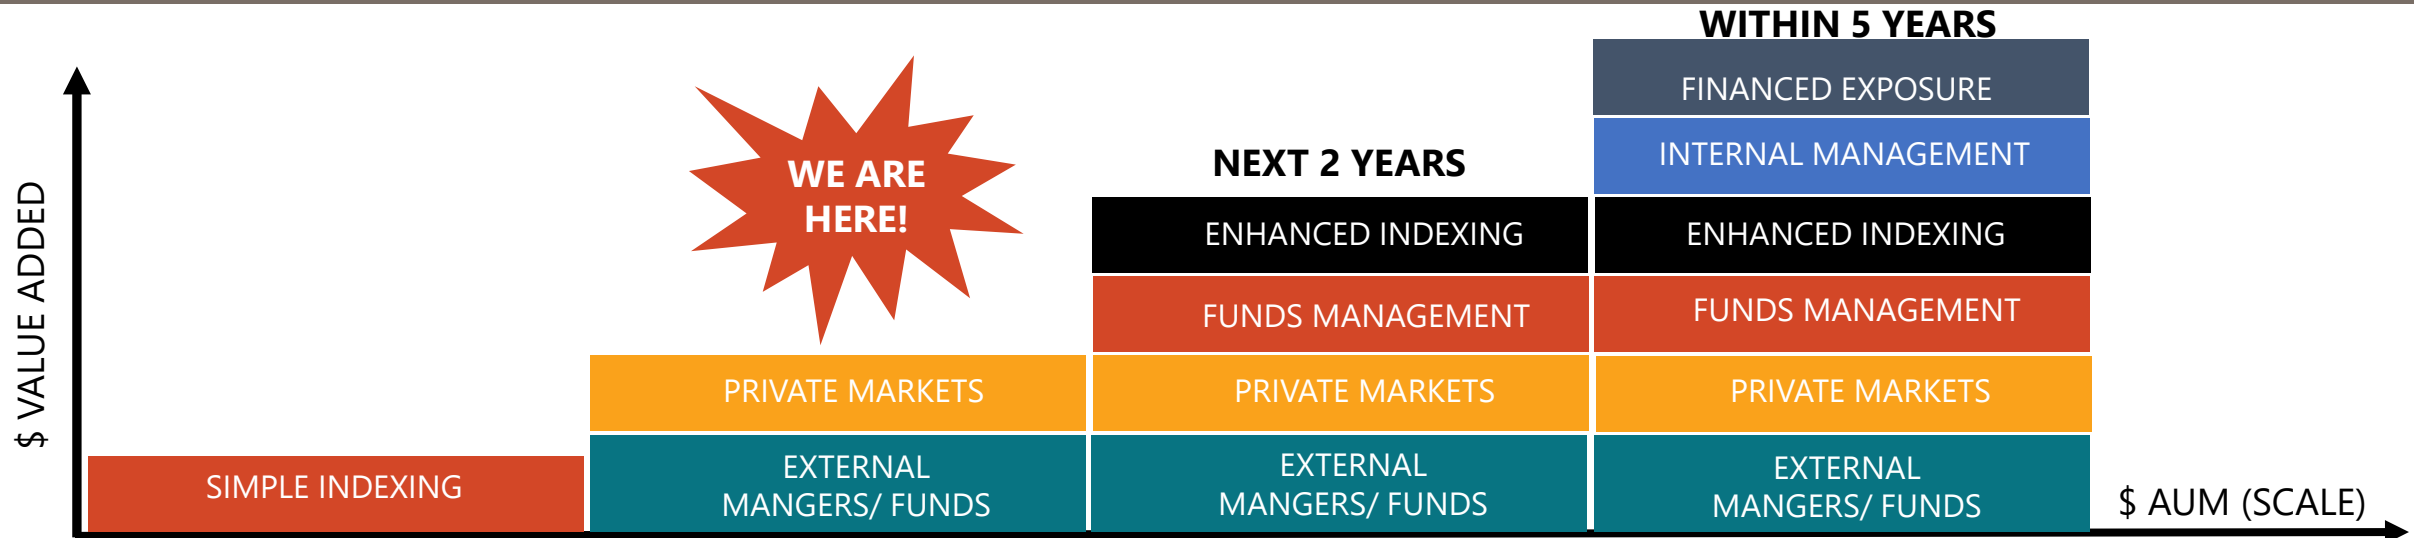 $ VALUE ADDED
SIMPLE INDEXING
WE ARE
HERE!
PRIVATE MARKETS
EXTERNAL
MANGERS/ FUNDS
NEXT 2 YEARS
ENHANCED INDEXING
FUNDS MANAGEMENT
PRIVATE MARKETS
EXTERNAL
MANGERS/ FUNDS
WITHIN 5 YEARS
FINANCED EXPOSURE
INTERNAL MANAGEMENT
ENHANCED INDEXING
FUNDS MANAGEMENT
PRIVATE MARKETS
EXTERNAL
MANGERS/ FUNDS
$ AUM (SCALE)